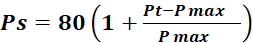 Ps = 80 (1 + (Pt−P max)/(P max))